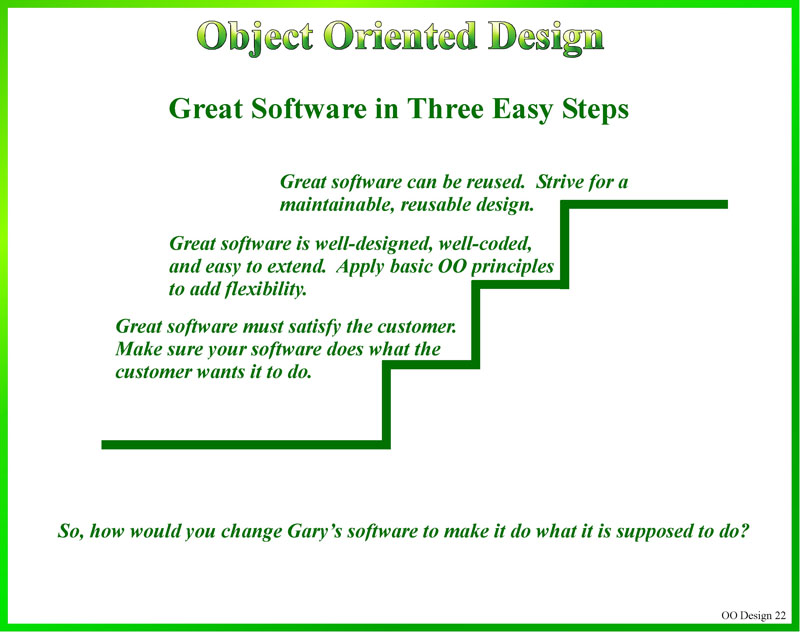 Object Oriented Design
Great Software in Three Easy Steps
Great software can be reused.  Strive for a
maintainable, reusable design.
Great software is well-designed, well-coded,
and easy to extend.  Apply basic OO principles
to add flexibility.
Great software must satisfy the customer.
Make sure your software does what the
customer wants it to do.
So, how would you change Gary’s software to make it do what it is supposed to do?
OO Design 22